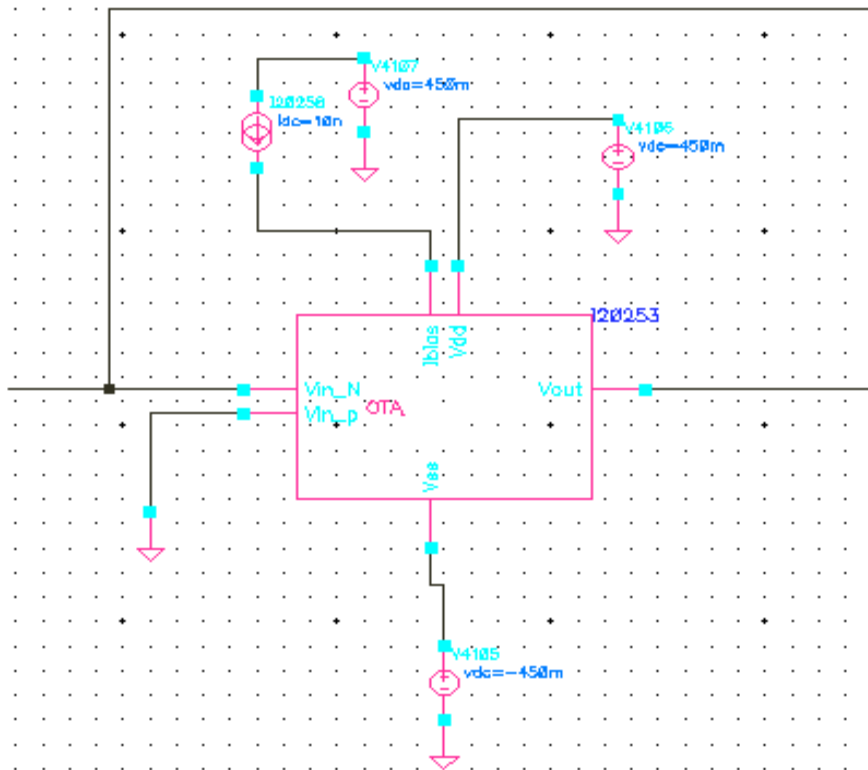 V4107
vdc=450m
I20258
idc=10n
V4106
vdc=450m
I20253
Ibias
Vdd
Vin_N
Vout
Vin_p
OTA
Vss
V4105
vdc=-450m